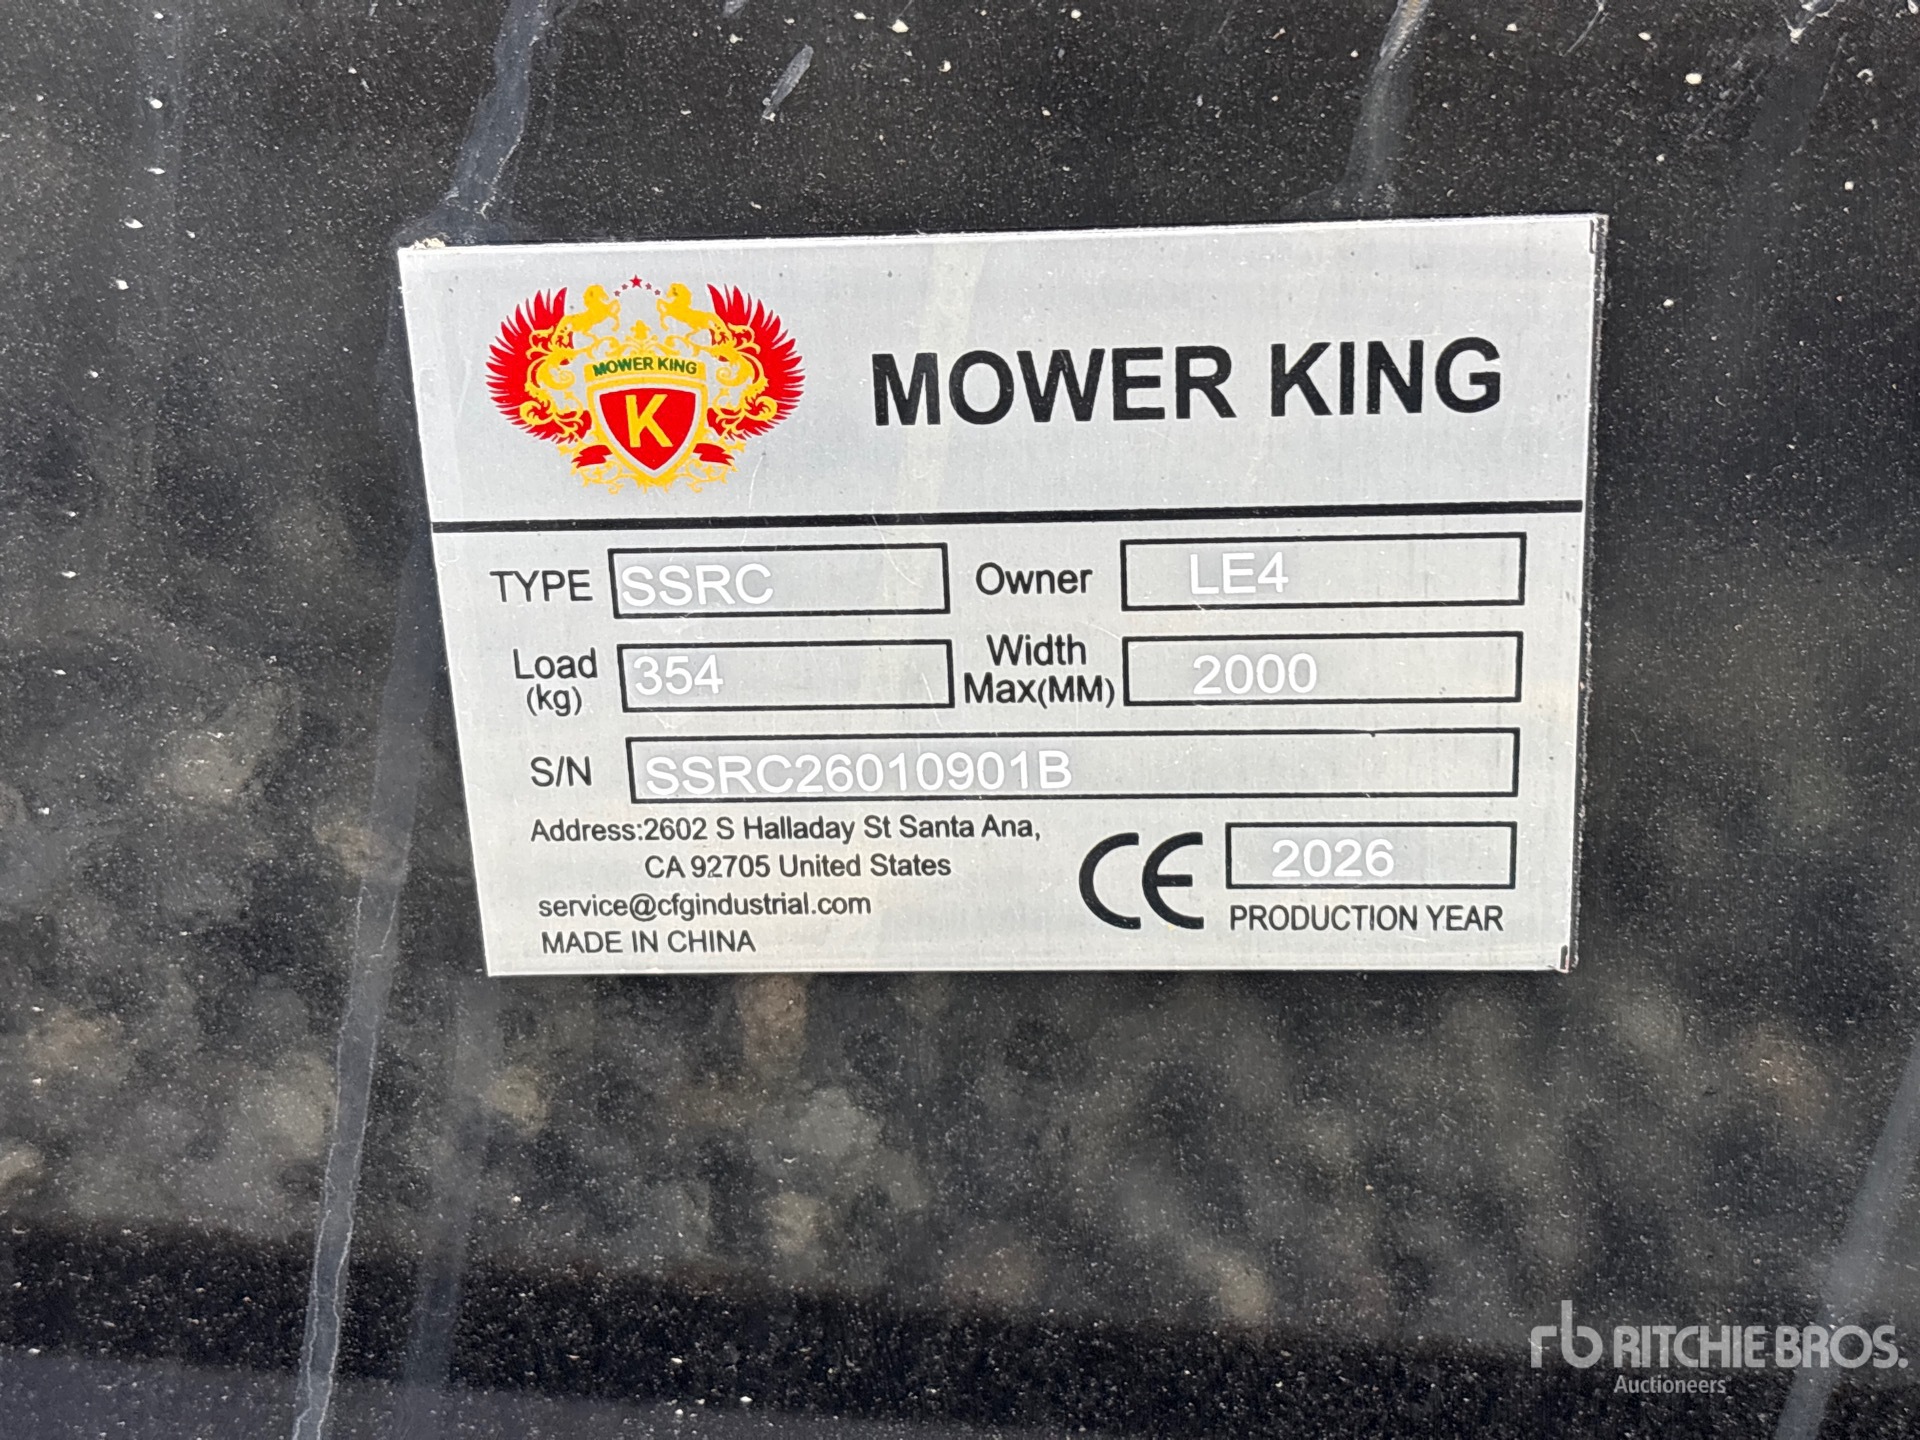 MOWER KING
K
MOWER KING
TYPE SSRC Owner LE4
Load (kg) 354 Width Max(MM) 2000
S/N SSRC26010901B
Address:2602 S Halladay St Santa Ana,
CA 92705 United States
service@cfgindustrial.com
MADE IN CHINA
CE 2026
PRODUCTION YEAR
rb RITCHIE BROS.
Auctioneers